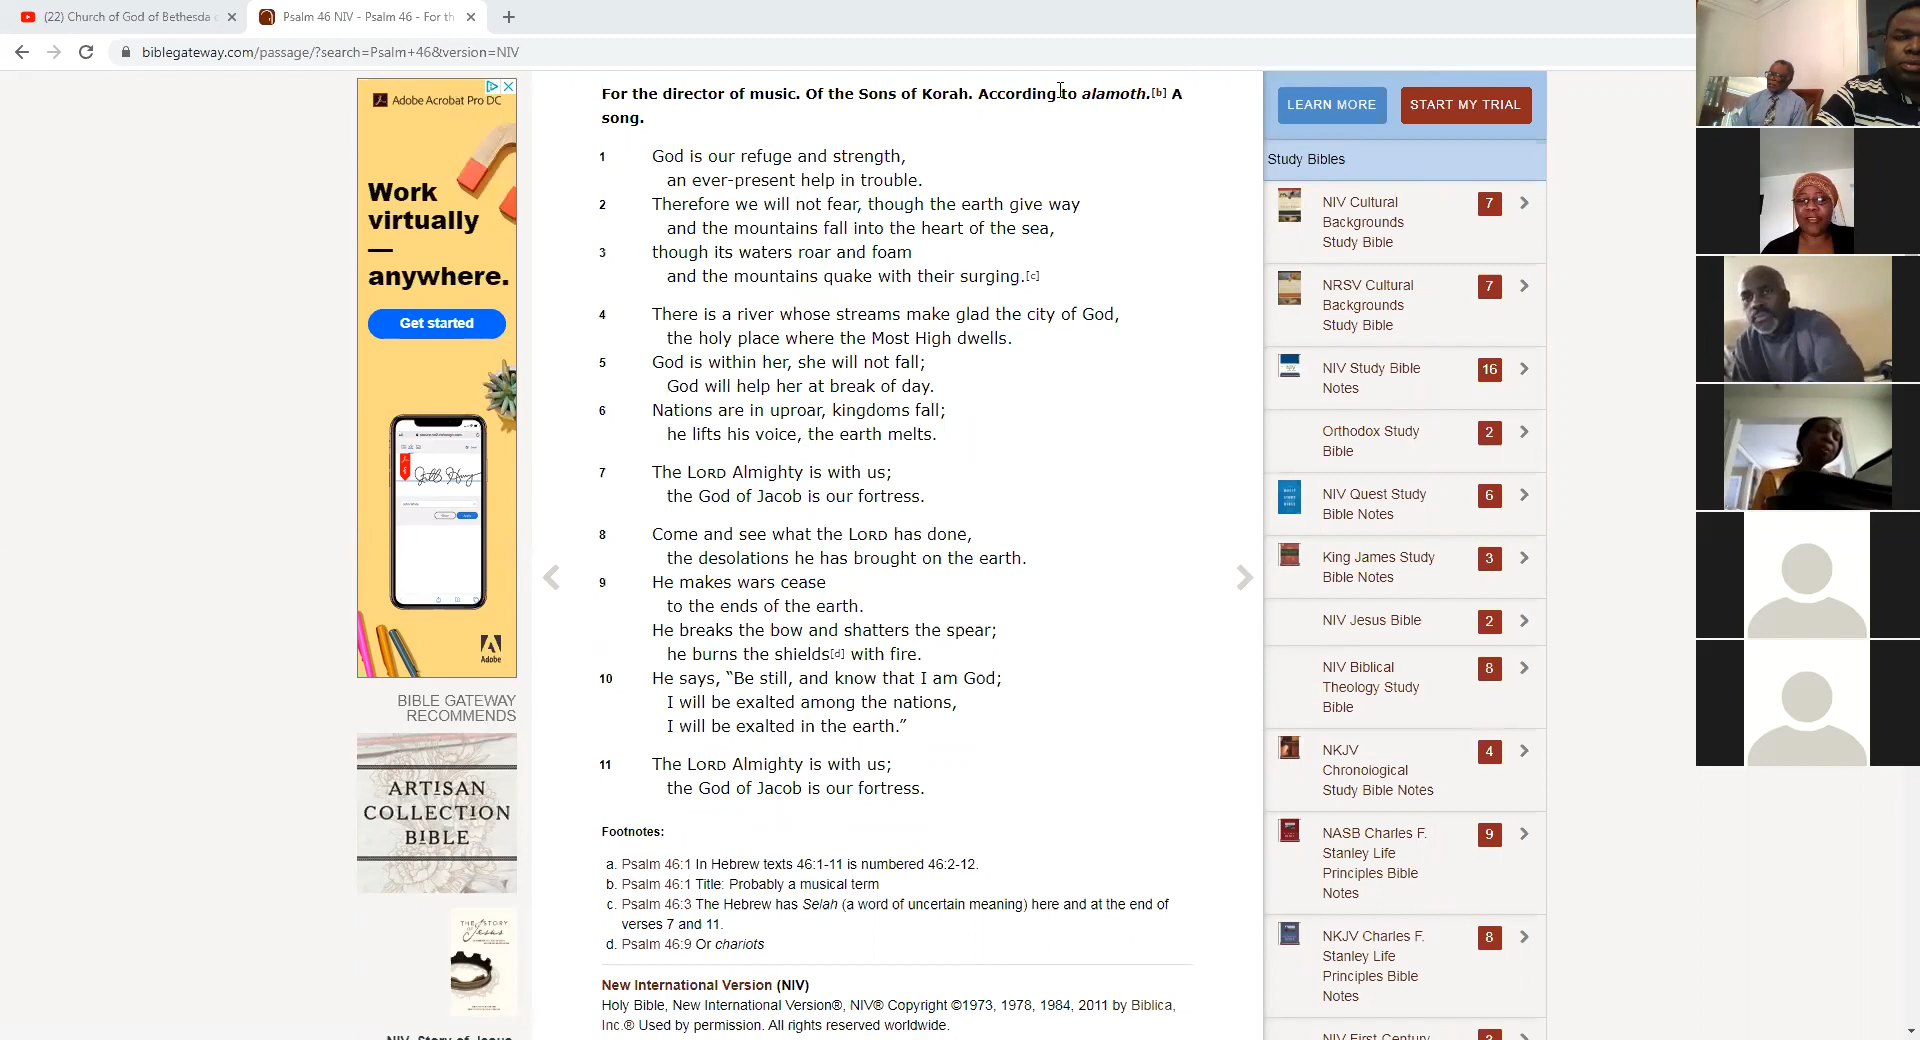 (22) Church of God of Bethesda
Psalm 46 NIV - Psalm 46 - For th
biblegateway.com/passage/?search=Psalm+46&version=NIV
Adobe Acrobat Pro DC
Work
virtually
—
anywhere.
Get started
Adobe
BIBLE GATEWAY
RECOMMENDS
ARTISAN
COLLECTION
BIBLE
THE STORY
of Jesus
NIV, Story of Jesus
For the director of music. Of the Sons of Korah. According to alamoth.[b] A
song.
1 God is our refuge and strength,
an ever-present help in trouble.
2 Therefore we will not fear, though the earth give way
and the mountains fall into the heart of the sea,
3 though its waters roar and foam
and the mountains quake with their surging.[c]
4 There is a river whose streams make glad the city of God,
the holy place where the Most High dwells.
5 God is within her, she will not fall;
God will help her at break of day.
6 Nations are in uproar, kingdoms fall;
he lifts his voice, the earth melts.
7 The LORD Almighty is with us;
the God of Jacob is our fortress.
8 Come and see what the LORD has done,
the desolations he has brought on the earth.
9 He makes wars cease
to the ends of the earth.
He breaks the bow and shatters the spear;
he burns the shields[d] with fire.
10 He says, “Be still, and know that I am God;
I will be exalted among the nations,
I will be exalted in the earth.”
11 The LORD Almighty is with us;
the God of Jacob is our fortress.
Footnotes:
a. Psalm 46:1 In Hebrew texts 46:1-11 is numbered 46:2-12.
b. Psalm 46:1 Title: Probably a musical term
c. Psalm 46:3 The Hebrew has Selah (a word of uncertain meaning) here and at the end of
verses 7 and 11.
d. Psalm 46:9 Or chariots
New International Version (NIV)
Holy Bible, New International Version®, NIV® Copyright ©1973, 1978, 1984, 2011 by Biblica,
Inc.® Used by permission. All rights reserved worldwide.
LEARN MORE
START MY TRIAL
Study Bibles
NIV Cultural 7
Backgrounds
Study Bible
NRSV Cultural 7
Backgrounds
Study Bible
NIV Study Bible 16
Notes
Orthodox Study 2
Bible
NIV Quest Study 6
Bible Notes
King James Study 3
Bible Notes
NIV Jesus Bible 2
NIV Biblical 8
Theology Study
Bible
NKJV 4
Chronological
Study Bible Notes
NASB Charles F. 9
Stanley Life
Principles Bible
Notes
NKJV Charles F. 8
Stanley Life
Principles Bible
Notes
NIV First Century